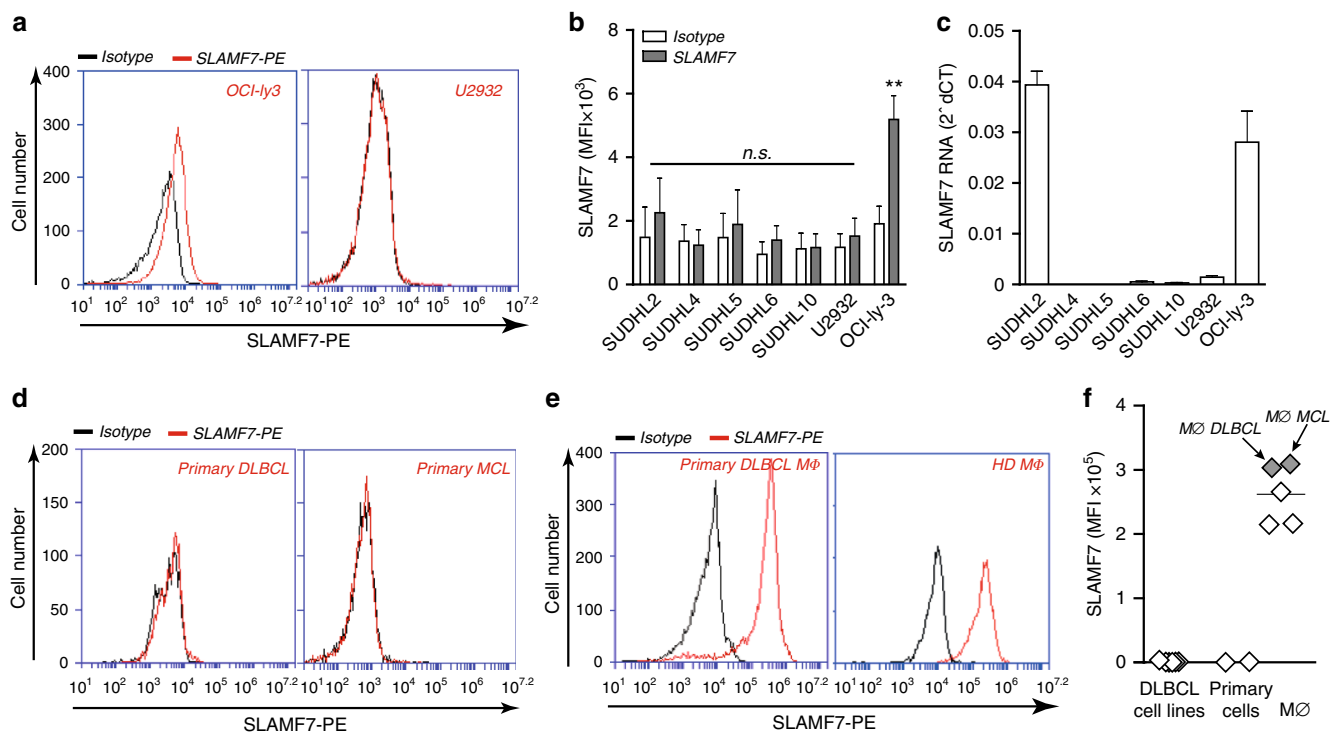 a
Isotype SLAMF7-PE
Cell number
400
300
200
100
0
OCI-ly3
U2932
10^1 10^2 10^3 10^4 10^5 10^6 10^7.2
10^1 10^2 10^3 10^4 10^5 10^6 10^7.2
SLAMF7-PE
b
Isotype
SLAMF7
SLAMF7 (MFI×10^3)
8
6
4
2
0
n.s.
**
SUDHL2 SUDHL4 SUDHL5 SUDHL6 SUDHL10 U2932 OCI-ly-3
c
SLAMF7 RNA (2^ dCT)
0.05
0.04
0.03
0.02
0.01
0
SUDHL2 SUDHL4 SUDHL5 SUDHL6 SUDHL10 U2932 OCI-ly-3
d
Isotype SLAMF7-PE
Cell number
200
150
100
50
0
Primary DLBCL
Primary MCL
10^1 10^2 10^3 10^4 10^5 10^6 10^7.2
10^1 10^2 10^3 10^4 10^5 10^6 10^7.2
SLAMF7-PE
e
Isotype SLAMF7-PE
Cell number
400
300
200
100
0
Primary DLBCL MΦ
HD MΦ
10^1 10^2 10^3 10^4 10^5 10^6 10^7.2
10^1 10^2 10^3 10^4 10^5 10^6 10^7.2
SLAMF7-PE
f
SLAMF7 (MFI ×10^5)
4
3
2
1
0
MØ DLBCL
MØ MCL
DLBCL
cell lines
Primary
cells
MØ